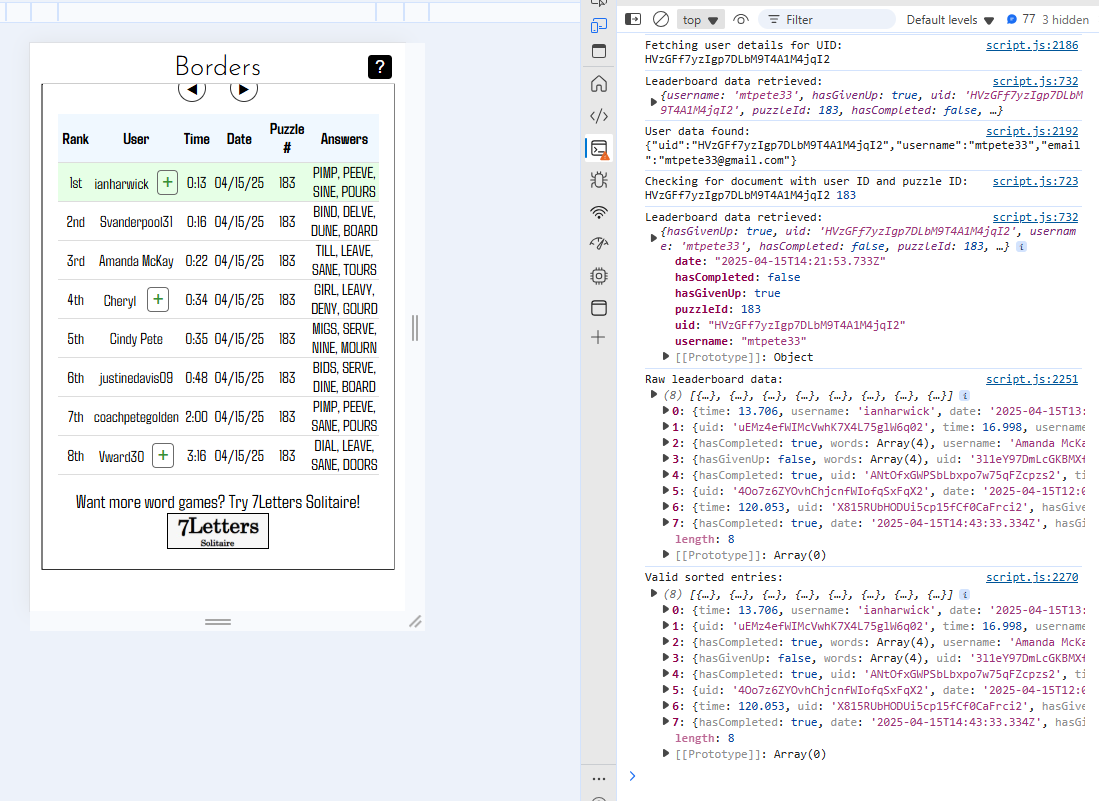 Borders
?
Rank User Time Date Puzzle # Answers
1st ianharwick + 0:13 04/15/25 183 PIMP, PEEVE,
SINE, POURS
2nd Svanderpool31 0:16 04/15/25 183 BIND, DELVE,
DUNE, BOARD
3rd Amanda McKay 0:22 04/15/25 183 TILL, LEAVE,
SANE, TOURS
4th Cheryl + 0:34 04/15/25 183 GIRL, LEAVY,
DENY, GOURD
5th Cindy Pete 0:35 04/15/25 183 MIGS, SERVE,
NINE, MOURN
6th justinedavis09 0:48 04/15/25 183 BIDS, SERVE,
DINE, BOARD
7th coachpetegolden 2:00 04/15/25 183 PIMP, PEEVE,
SANE, POURS
8th Vward30 + 3:16 04/15/25 183 DIAL, LEAVE,
SANE, DOORS
Want more word games? Try 7Letters Solitaire!
7Letters
Solitaire
top Filter Default levels 77 3 hidden
Fetching user details for UID: script.js:2186
HVzGFf7yzIgp7DLbM9T4A1M4jqI2
Leaderboard data retrieved: script.js:732
{username: 'mtpete33', hasGivenUp: true, uid: 'HVzGFf7yzIgp7DLbM
9T4A1M4jqI2', puzzleId: 183, hasCompleted: false, …}
User data found: script.js:2192
{"uid":"HVzGFf7yzIgp7DLbM9T4A1M4jqI2","username":"mtpete33","email
":"mtpete33@gmail.com"}
Checking for document with user ID and puzzle ID: script.js:723
HVzGFf7yzIgp7DLbM9T4A1M4jqI2 183
Leaderboard data retrieved: script.js:732
{hasGivenUp: true, uid: 'HVzGFf7yzIgp7DLbM9T4A1M4jqI2', usernam
e: 'mtpete33', hasCompleted: false, puzzleId: 183, …} i
date: "2025-04-15T14:21:53.733Z"
hasCompleted: false
hasGivenUp: true
puzzleId: 183
uid: "HVzGFf7yzIgp7DLbM9T4A1M4jqI2"
username: "mtpete33"
[[Prototype]]: Object
Raw leaderboard data: script.js:2251
(8) [{…}, {…}, {…}, {…}, {…}, {…}, {…}, {…}] i
0: {time: 13.706, username: 'ianharwick', date: '2025-04-15T13:
1: {uid: 'uEMz4efWIMcVwhK7X4L75glW6q02', time: 16.998, username
2: {hasCompleted: true, words: Array(4), username: 'Amanda McKa
3: {hasGivenUp: false, words: Array(4), uid: '3l1eY97DmLcGKBMXf
4: {hasCompleted: true, uid: 'ANtOfxGWPSbLbxpo7w75qFZcpzs2', ti
5: {uid: '4Oo7z6ZYOvhChjcnfWIofqSxFqX2', date: '2025-04-15T12:0
6: {time: 120.053, uid: 'X815RUbHODUi5cp15fCf0CaFrci2', hasGive
7: {hasCompleted: true, date: '2025-04-15T14:43:33.334Z', hasGi
length: 8
[[Prototype]]: Array(0)
Valid sorted entries: script.js:2270
(8) [{…}, {…}, {…}, {…}, {…}, {…}, {…}, {…}] i
0: {time: 13.706, username: 'ianharwick', date: '2025-04-15T13:
1: {uid: 'uEMz4efWIMcVwhK7X4L75glW6q02', time: 16.998, username
2: {hasCompleted: true, words: Array(4), username: 'Amanda McKa
3: {hasGivenUp: false, words: Array(4), uid: '3l1eY97DmLcGKBMXf
4: {hasCompleted: true, uid: 'ANtOfxGWPSbLbxpo7w75qFZcpzs2', ti
5: {uid: '4Oo7z6ZYOvhChjcnfWIofqSxFqX2', date: '2025-04-15T12:0
6: {time: 120.053, uid: 'X815RUbHODUi5cp15fCf0CaFrci2', hasGive
7: {hasCompleted: true, date: '2025-04-15T14:43:33.334Z', hasGi
length: 8
[[Prototype]]: Array(0)